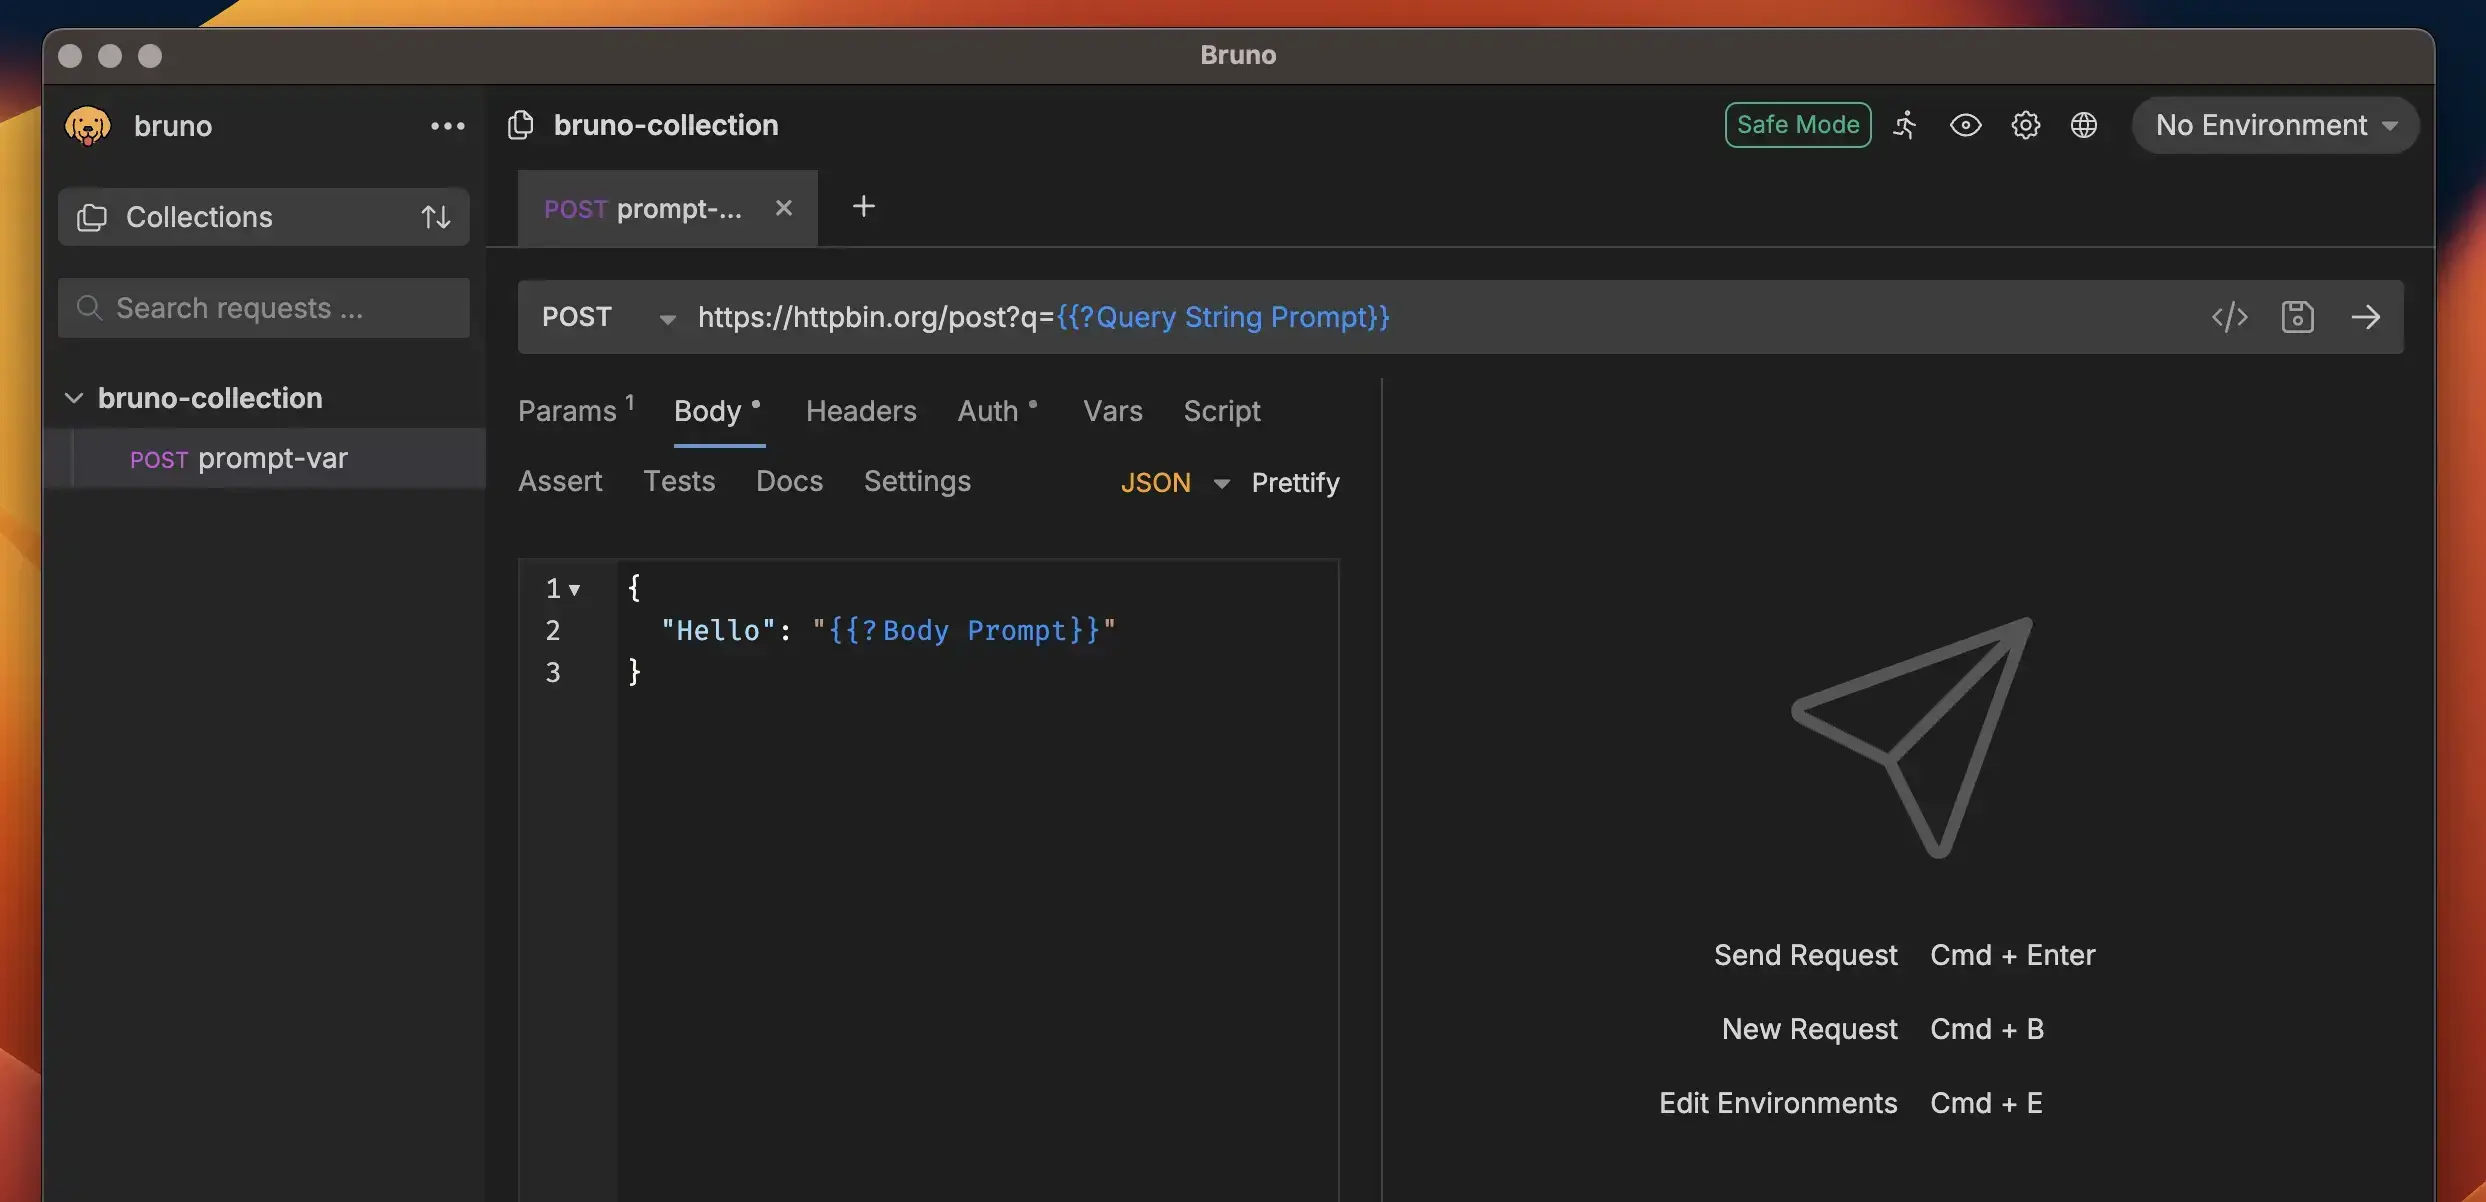 Bruno
bruno
bruno-collection
Safe Mode
No Environment
Collections
POST prompt-...
Search requests ...
POST https://httpbin.org/post?q={{?Query String Prompt}}
bruno-collection
POST prompt-var
Params 1 Body Headers Auth Vars Script
Assert Tests Docs Settings JSON Prettify
1 {
2 "Hello": "{{?Body Prompt}}"
3 }
Send Request Cmd + Enter
New Request Cmd + B
Edit Environments Cmd + E